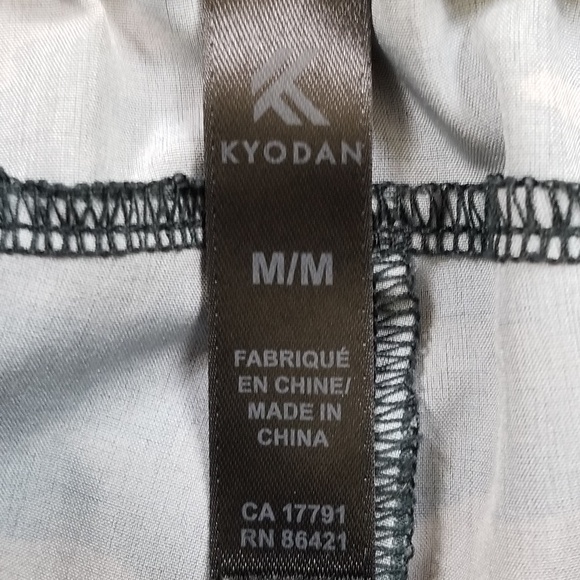 KYODAN
M/M
FABRIQUÉ
EN CHINE/
MADE IN
CHINA
CA 17791
RN 86421